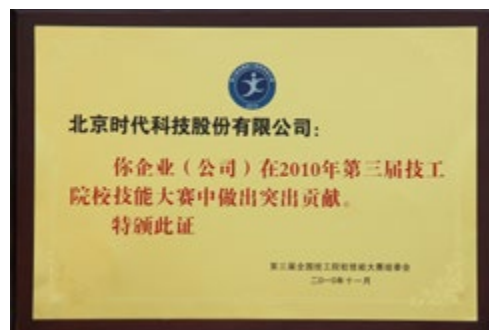 北京时代科技股份有限公司：
你企业（公司）在2010年第三届技工
院校技能大赛中做出突出贡献。
特颁此证
第三届全国技工院校技能大赛组委会
二〇一〇年十一月